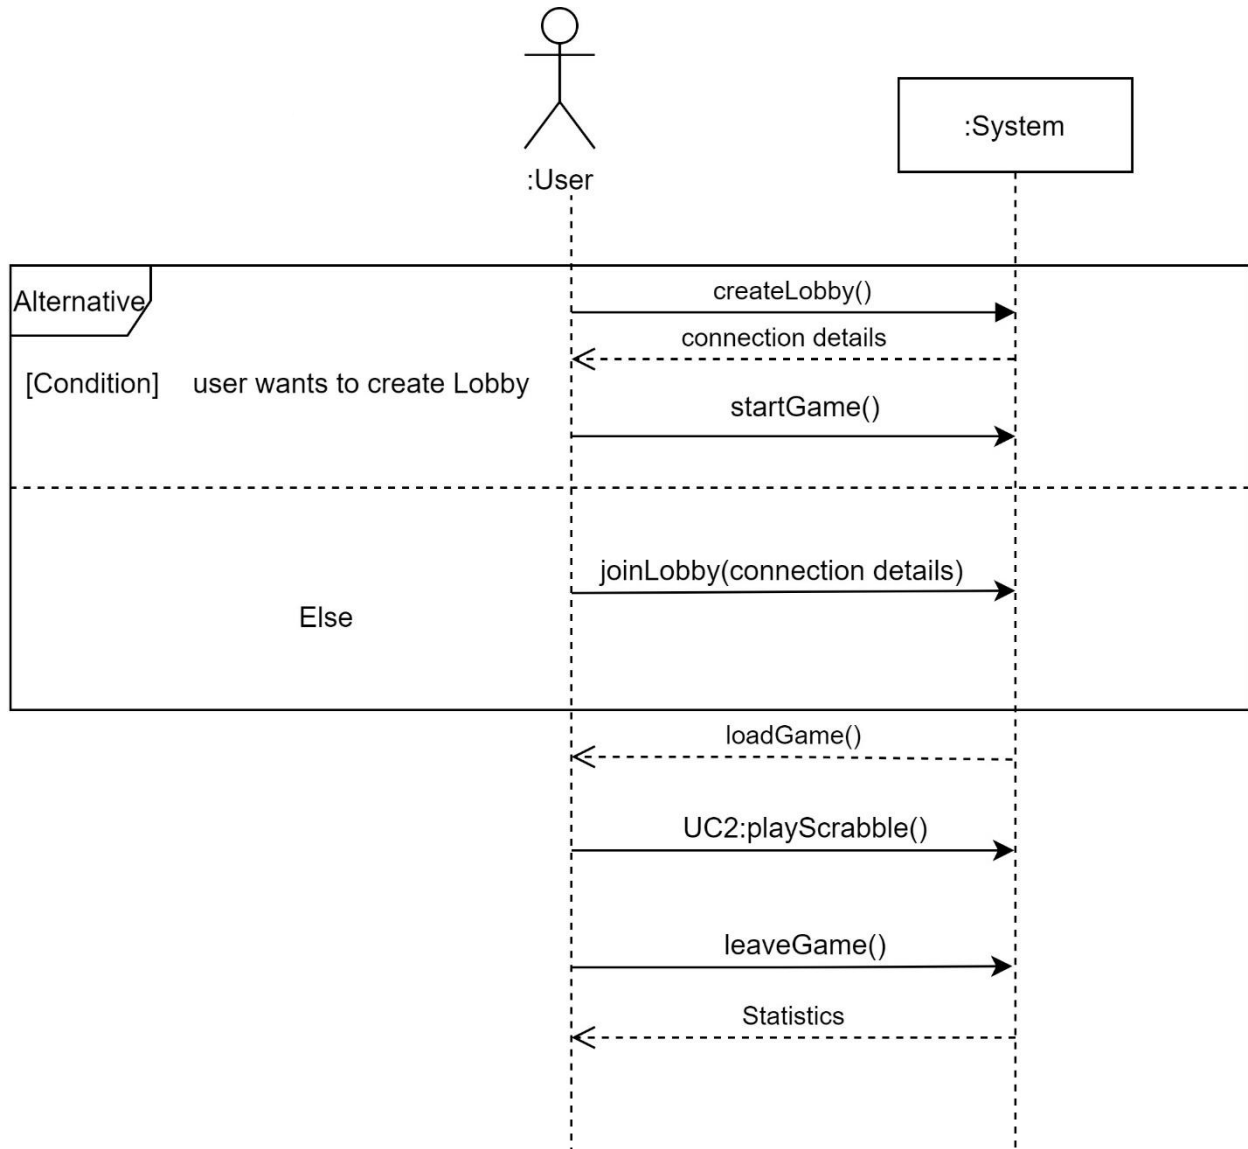 :User
:System
Alternative
createLobby()
connection details
[Condition] user wants to create Lobby
startGame()
joinLobby(connection details)
Else
loadGame()
UC2:playScrabble()
leaveGame()
Statistics